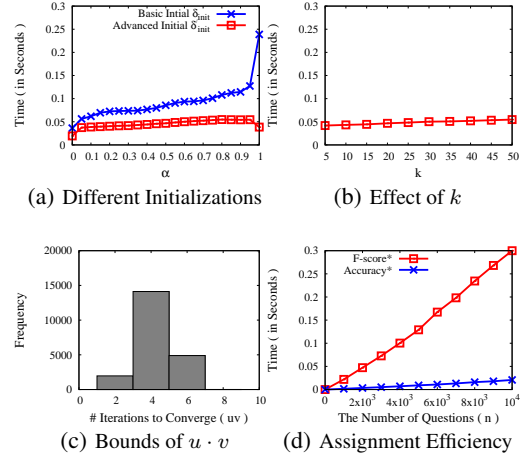 Time ( in Seconds )
0.3
0.25
0.2
0.15
0.1
0.05
0
Basic Intial δinit
Advanced Initial δinit
0 0.1 0.2 0.3 0.4 0.5 0.6 0.7 0.8 0.9 1
α
(a) Different Initializations
Time ( in Seconds )
0.3
0.25
0.2
0.15
0.1
0.05
0
5 10 15 20 25 30 35 40 45 50
k
(b) Effect of k
Frequency
20000
15000
10000
5000
0
0 2 4 6 8 10
# Iterations to Converge ( uv )
(c) Bounds of u · v
Time ( in Seconds )
0.3
0.25
0.2
0.15
0.1
0.05
0
F-score*
Accuracy*
0 2x10³ 4x10³ 6x10³ 8x10³ 10⁴
The Number of Questions ( n )
(d) Assignment Efficiency